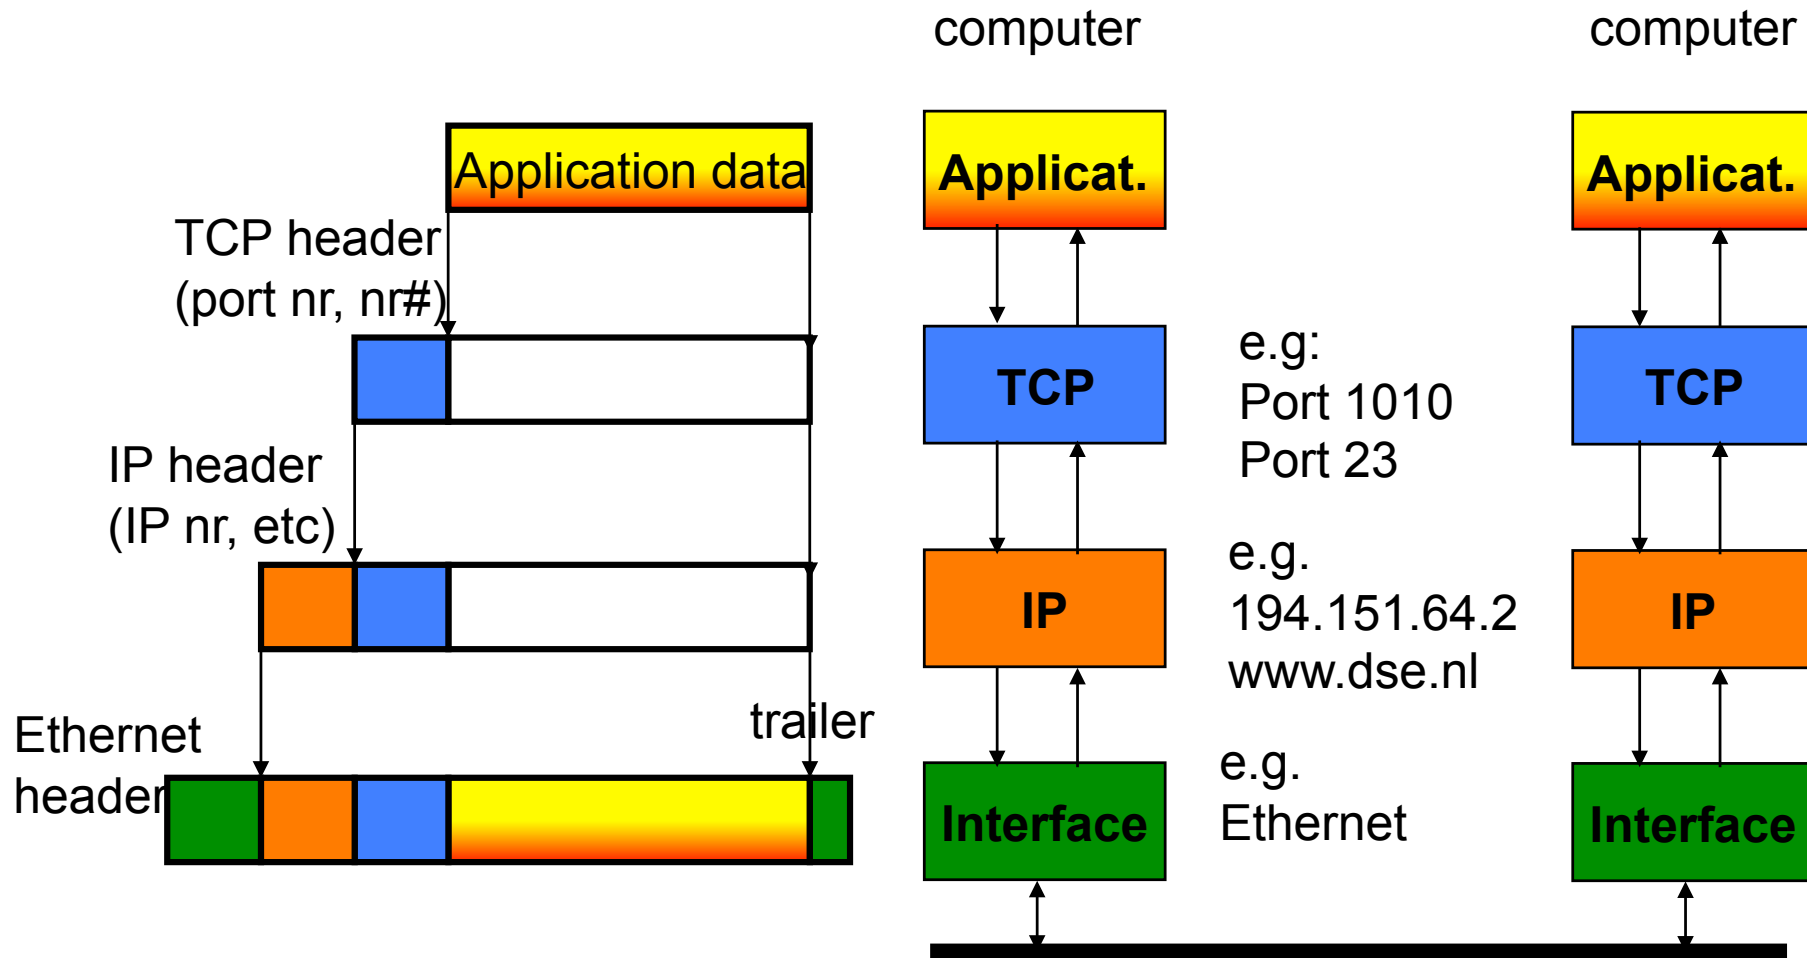 computer
computer
Application data
TCP header
(port nr, nr#)
IP header
(IP nr, etc)
Ethernet
header
trailer
Applicat.
TCP
IP
Interface
e.g:
Port 1010
Port 23
e.g.
194.151.64.2
www.dse.nl
e.g.
Ethernet
Applicat.
TCP
IP
Interface